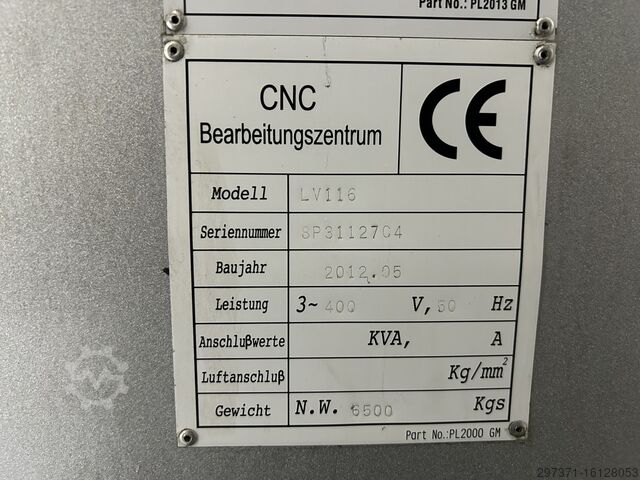 Part No.: PL2013 GM
CNC
Bearbeitungszentrum
CE
Modell LV116
Seriennummer 8P3112704
Baujahr 2012.05
Leistung 3~ 400 V, 50 Hz
Anschlußwerte KVA, A
Luftanschluß Kg/mm²
Gewicht N.W. 6500 Kgs
Part No.:PL2000 GM
297371-16128053